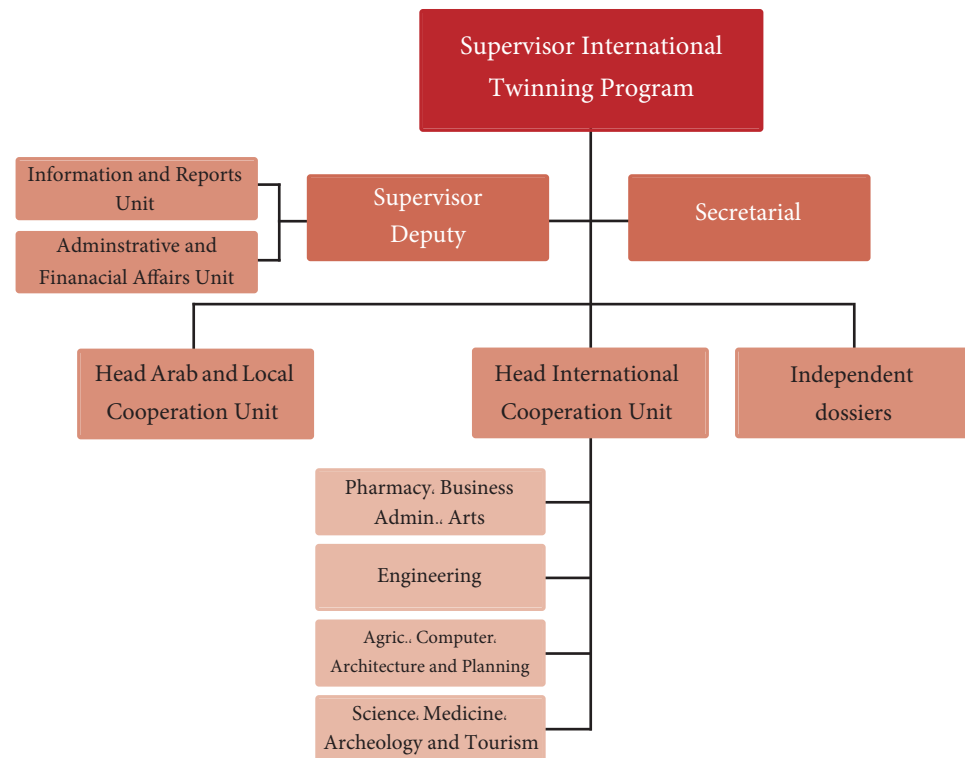 Supervisor International
Twinning Program
Information and Reports
Unit
Adminstrative and
Finanacial Affairs Unit
Supervisor
Deputy
Secretarial
Head Arab and Local
Cooperation Unit
Head International
Cooperation Unit
Independent
dossiers
Pharmacy، Business
Admin.، Arts
Engineering
Agric.، Computer،
Architecture and Planning
Science، Medicine،
Archeology and Tourism